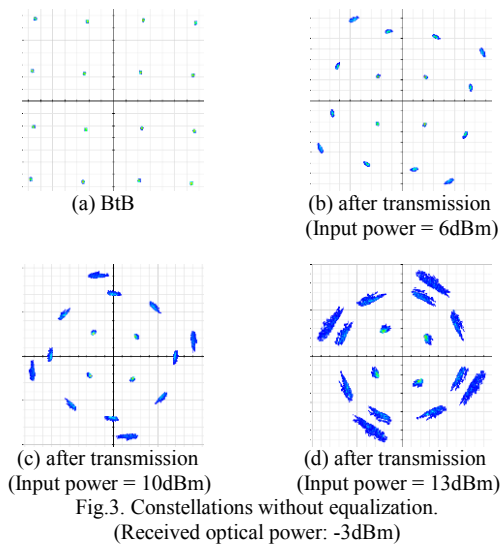 (a) BtB
(b) after transmission
(Input power = 6dBm)
(c) after transmission
(Input power = 10dBm)
(d) after transmission
(Input power = 13dBm)
Fig.3. Constellations without equalization.
(Received optical power: -3dBm)